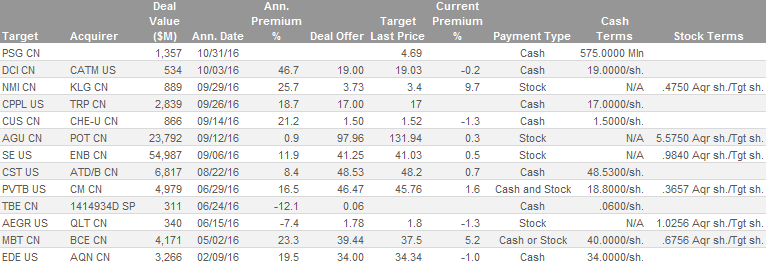 Deal Ann. Current
Value Premium Target Premium Cash
Target Acquirer ($M) Ann. Date % Deal Offer Last Price % Payment Type Terms Stock Terms
PSG CN 1,357 10/31/16 4.69 Cash 575.0000 Mln
DCI CN CATM US 534 10/03/16 46.7 19.00 19.03 -0.2 Cash 19.0000/sh.
NMI CN KLG CN 889 09/29/16 25.7 3.73 3.4 9.7 Stock N/A .4750 Aqr sh./Tgt sh.
CPPL US TRP CN 2,839 09/26/16 18.7 17.00 17 Cash 17.0000/sh.
CUS CN CHE-U CN 866 09/14/16 21.2 1.50 1.52 -1.3 Cash 1.5000/sh.
AGU CN POT CN 23,792 09/12/16 0.9 97.96 131.94 0.3 Stock N/A 5.5750 Aqr sh./Tgt sh.
SE US ENB CN 54,987 09/06/16 11.9 41.25 41.03 0.5 Stock N/A .9840 Aqr sh./Tgt sh.
CST US ATD/B CN 6,817 08/22/16 8.4 48.53 48.2 0.7 Cash 48.5300/sh.
PVTB US CM CN 4,979 06/29/16 16.5 46.47 45.76 1.6 Cash and Stock 18.8000/sh. .3657 Aqr sh./Tgt sh.
TBE CN 1414934D SP 311 06/24/16 -12.1 0.06 Cash .0600/sh.
AEGR US QLT CN 340 06/15/16 -7.4 1.78 1.8 -1.3 Stock N/A 1.0256 Aqr sh./Tgt sh.
MBT CN BCE CN 4,171 05/02/16 23.3 39.44 37.5 5.2 Cash or Stock 40.0000/sh. .6756 Aqr sh./Tgt sh.
EDE US AQN CN 3,266 02/09/16 19.5 34.00 34.34 -1.0 Cash 34.0000/sh.